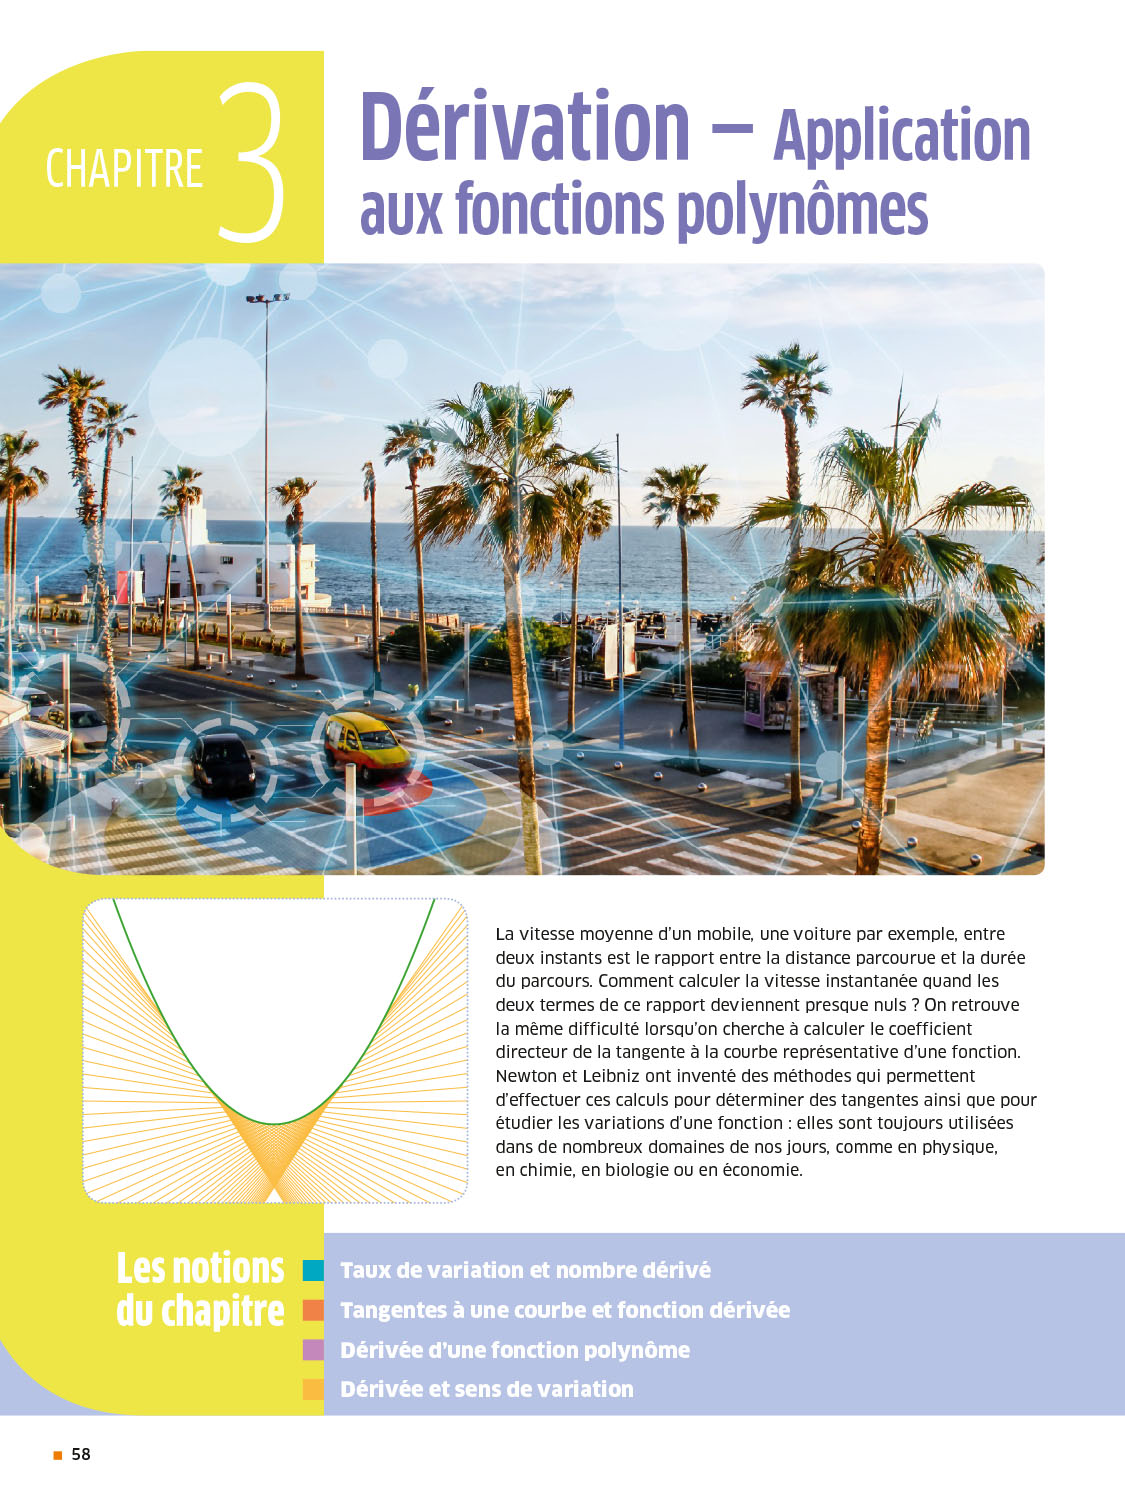 CHAPITRE 3
Dérivation – Application
aux fonctions polynômes
La vitesse moyenne d'un mobile, une voiture par exemple, entre
deux instants est le rapport entre la distance parcourue et la durée
du parcours. Comment calculer la vitesse instantanée quand les
deux termes de ce rapport deviennent presque nuls ? On retrouve
la même difficulté lorsqu'on cherche à calculer le coefficient
directeur de la tangente à la courbe représentative d'une fonction.
Newton et Leibniz ont inventé des méthodes qui permettent
d'effectuer ces calculs pour déterminer des tangentes ainsi que pour
étudier les variations d'une fonction : elles sont toujours utilisées
dans de nombreux domaines de nos jours, comme en physique,
en chimie, en biologie ou en économie.
Les notions
du chapitre
Taux de variation et nombre dérivé
Tangentes à une courbe et fonction dérivée
Dérivée d'une fonction polynôme
Dérivée et sens de variation
58